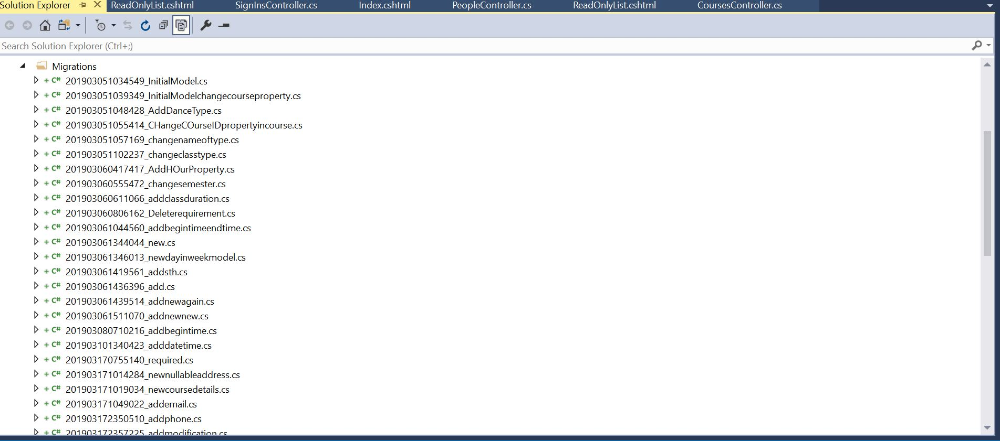 Solution Explorer ReadOnlyList.cshtml SignInsController.cs Index.cshtml PeopleController.cs ReadOnlyList.cshtml CoursesController.cs
Search Solution Explorer (Ctrl+;)
Migrations
+ C# 201903051034549_InitialModel.cs
+ C# 201903051039349_InitialModelchangecourseproperty.cs
+ C# 201903051048428_AddDanceType.cs
+ C# 201903051055414_CHangeCOurseIDpropertyincourse.cs
+ C# 201903051057169_changenameoftype.cs
+ C# 201903051102237_changeclasstype.cs
+ C# 201903060417417_AddHOurProperty.cs
+ C# 201903060555472_changesemester.cs
+ C# 201903060611066_addclassduration.cs
+ C# 201903060806162_Deleterequirement.cs
+ C# 201903061044560_addbegintimeendtime.cs
+ C# 201903061344044_new.cs
+ C# 201903061346013_newdayinweekmodel.cs
+ C# 201903061419561_addsth.cs
+ C# 201903061436396_add.cs
+ C# 201903061439514_addnewagain.cs
+ C# 201903061511070_addnewnew.cs
+ C# 201903080710216_addbegintime.cs
+ C# 201903101340423_adddatetime.cs
+ C# 201903170755140_required.cs
+ C# 201903171014284_newnullableaddress.cs
+ C# 201903171019034_newcoursedetails.cs
+ C# 201903171049022_addemail.cs
+ C# 201903172350510_addphone.cs
+ C# 201903172357225_addmodification.cs